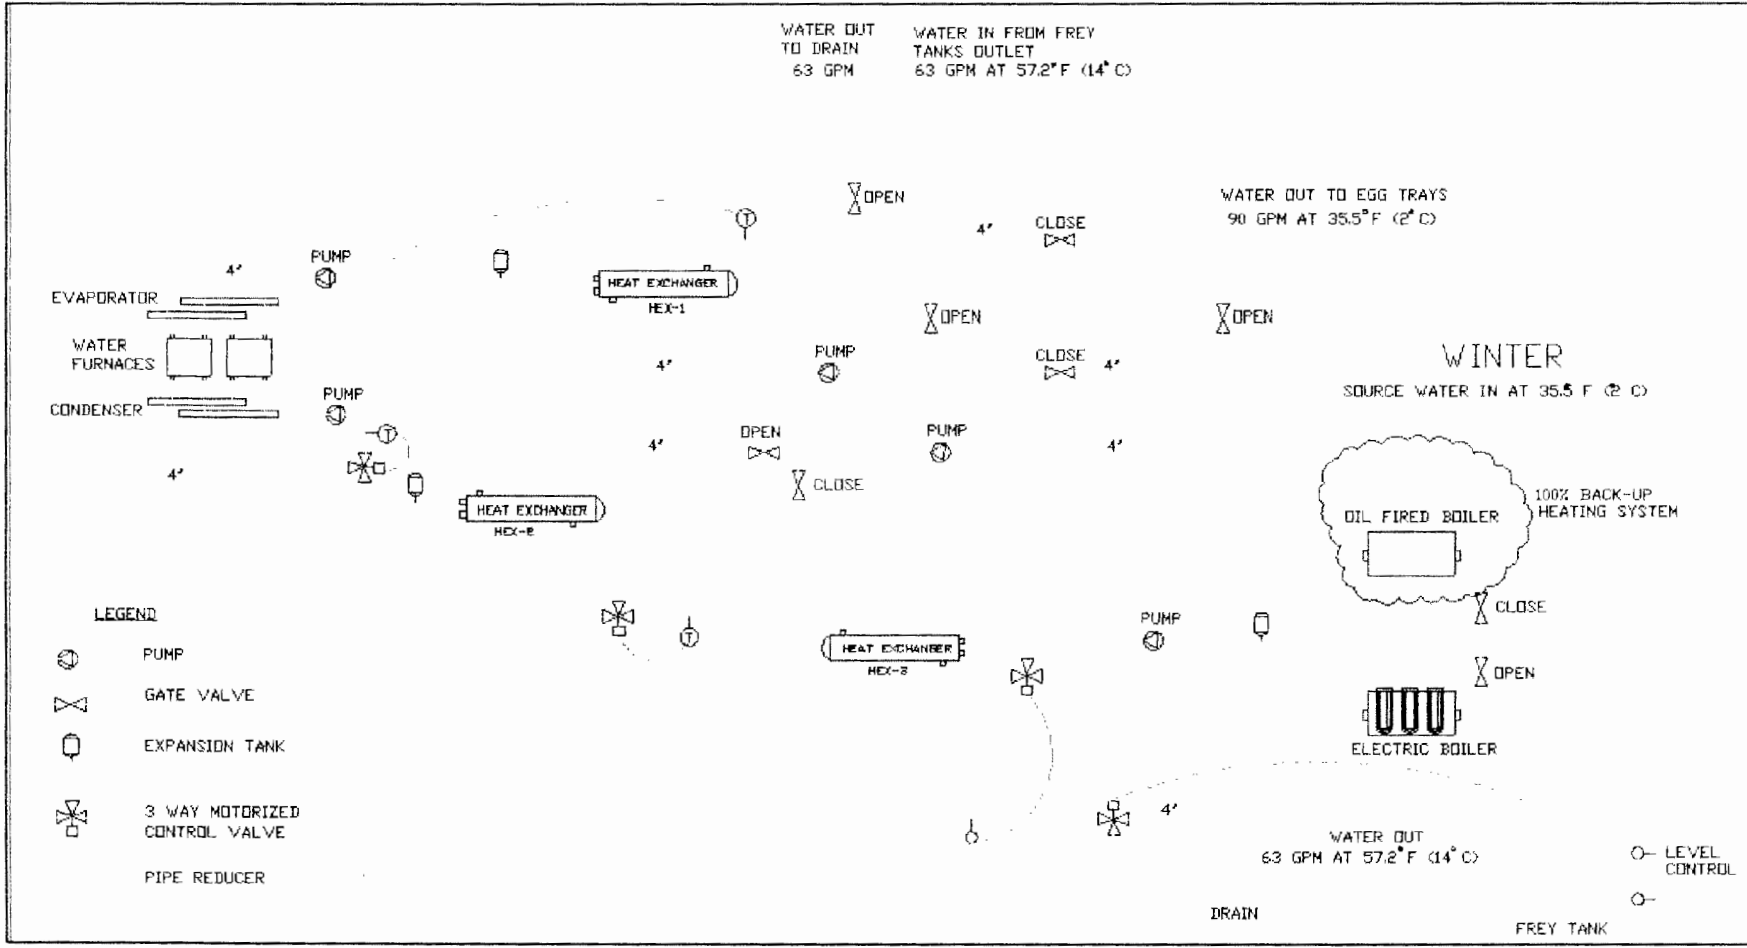 WATER OUT
TO DRAIN
63 GPM
WATER IN FROM FREY
TANKS OUTLET
63 GPM AT 57.2°F (14°C)
OPEN
WATER OUT TO EGG TRAYS
90 GPM AT 35.5°F (2°C)
T
4"
CLOSE
PUMP
4"
EVAPORATOR
HEAT EXCHANGER
HEX-1
OPEN
OPEN
WATER
FURNACES
PUMP
CLOSE
4"
4"
WINTER
SOURCE WATER IN AT 35.5 F (2 C)
PUMP
CONDENSER
T
4"
OPEN
PUMP
4"
4"
CLOSE
HEAT EXCHANGER
HEX-2
100% BACK-UP
HEATING SYSTEM
OIL FIRED BOILER
CLOSE
LEGEND
PUMP
GATE VALVE
EXPANSION TANK
3 WAY MOTORIZED
CONTROL VALVE
PIPE REDUCER
T
HEAT EXCHANGER
HEX-3
PUMP
OPEN
ELECTRIC BOILER
4"
WATER OUT
63 GPM AT 57.2°F (14°C)
LEVEL
CONTROL
DRAIN
FREY TANK